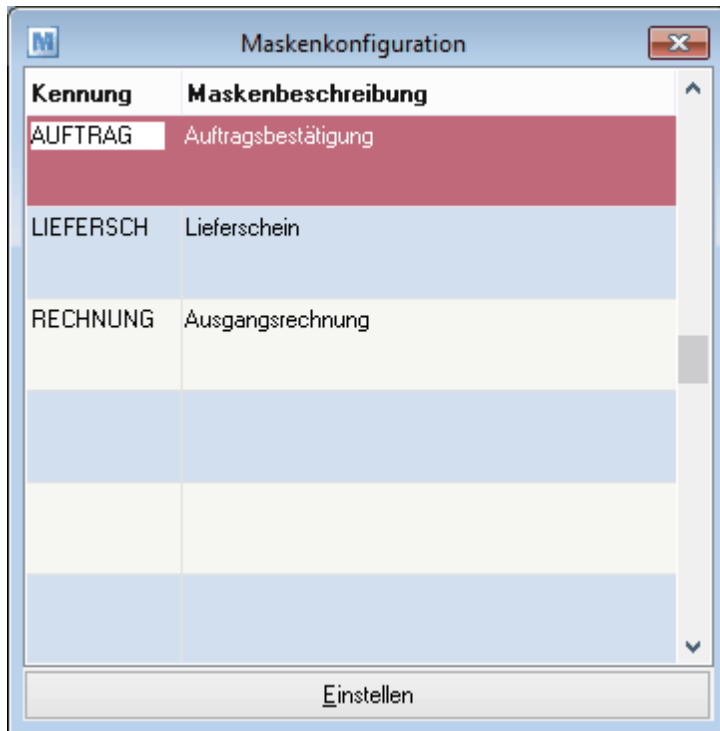 M Maskenkonfiguration
Kennung Maskenbeschreibung
AUFTRAG Auftragsbestätigung
LIEFERSCH Lieferschein
RECHNUNG Ausgangsrechnung
Einstellen